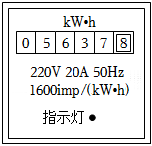 kW•h
0 5 6 3 7 8
220V 20A 50Hz
1600imp/(kW•h)
指示灯